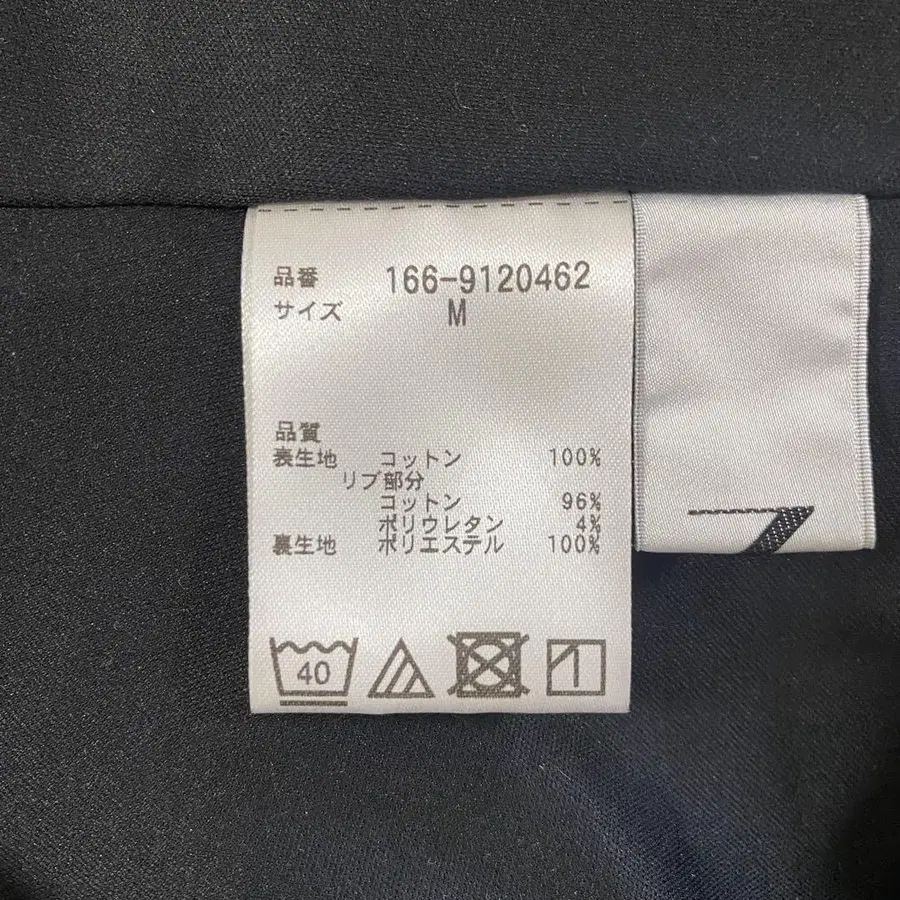 品番 166-9120462
サイズ M
品質
表生地 コットン 100%
リブ部分
コットン 96%
ポリウレタン 4%
裏生地 ポリエステル 100%
40